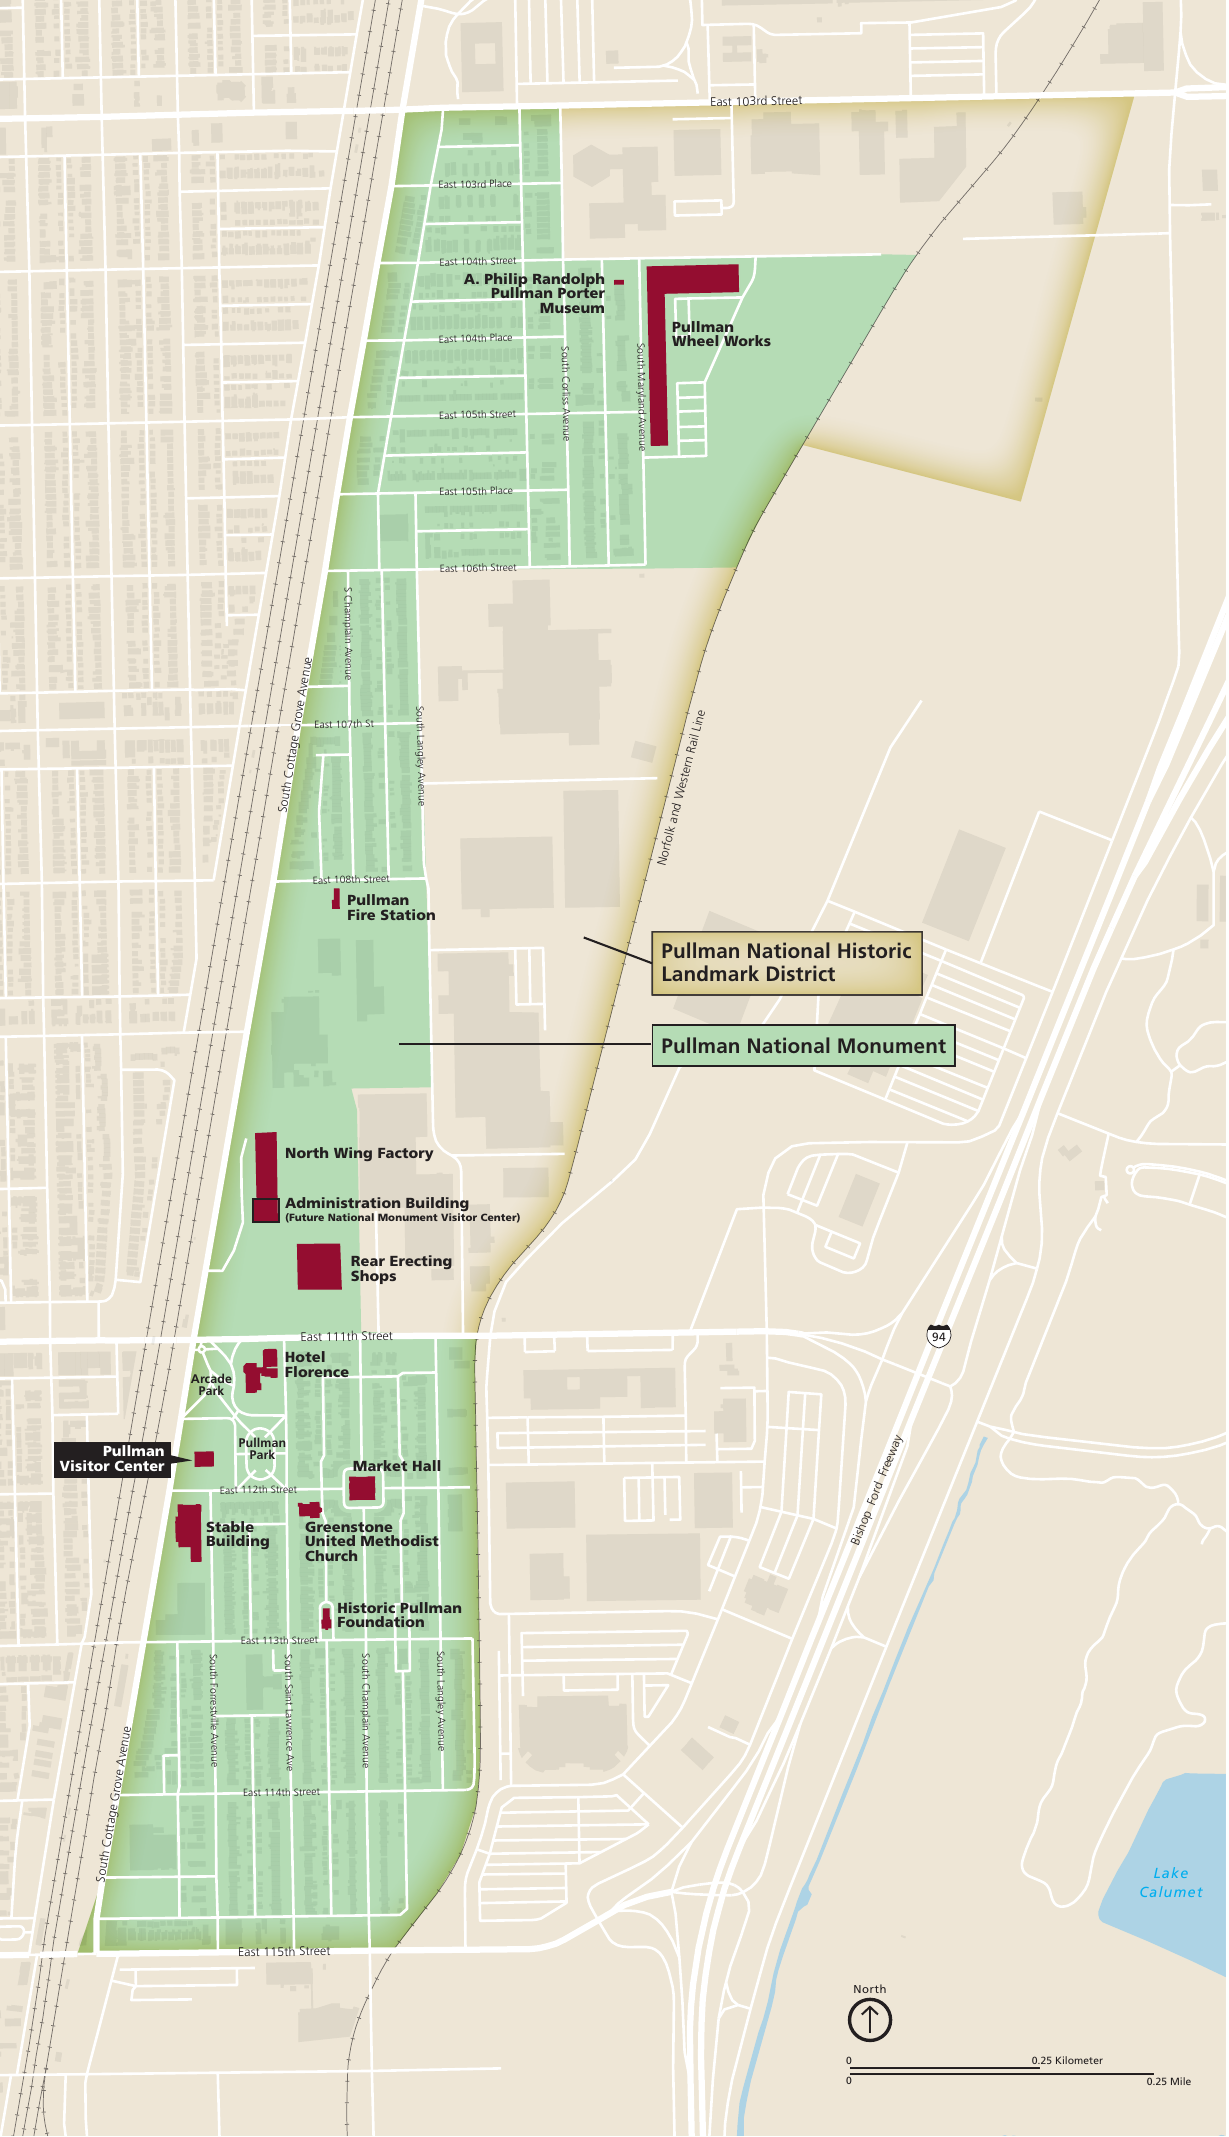 East 103rd Street
East 103rd Place
East 104th Street
A. Philip Randolph
Pullman Porter
Museum
Pullman
Wheel Works
East 104th Place
South Corliss Avenue
South Maryland Avenue
East 105th Street
East 105th Place
East 106th Street
S Champlain Avenue
South Cottage Grove Avenue
East 107th St
South Langley Avenue
Norfolk and Western Rail Line
East 108th Street
Pullman
Fire Station
Pullman National Historic
Landmark District
Pullman National Monument
North Wing Factory
Administration Building
(Future National Monument Visitor Center)
Rear Erecting
Shops
East 111th Street
94
Hotel
Florence
Arcade
Park
Pullman
Visitor Center
Pullman
Park
Market Hall
East 112th Street
Stable
Building
Greenstone
United Methodist
Church
Bishop Ford Freeway
Historic Pullman
Foundation
East 113th Street
South Forrestville Avenue
South Saint Lawrence Ave
South Champlain Avenue
South Langley Avenue
South Cottage Grove Avenue
East 114th Street
Lake
Calumet
East 115th Street
North
0
0.25 Kilometer
0
0.25 Mile